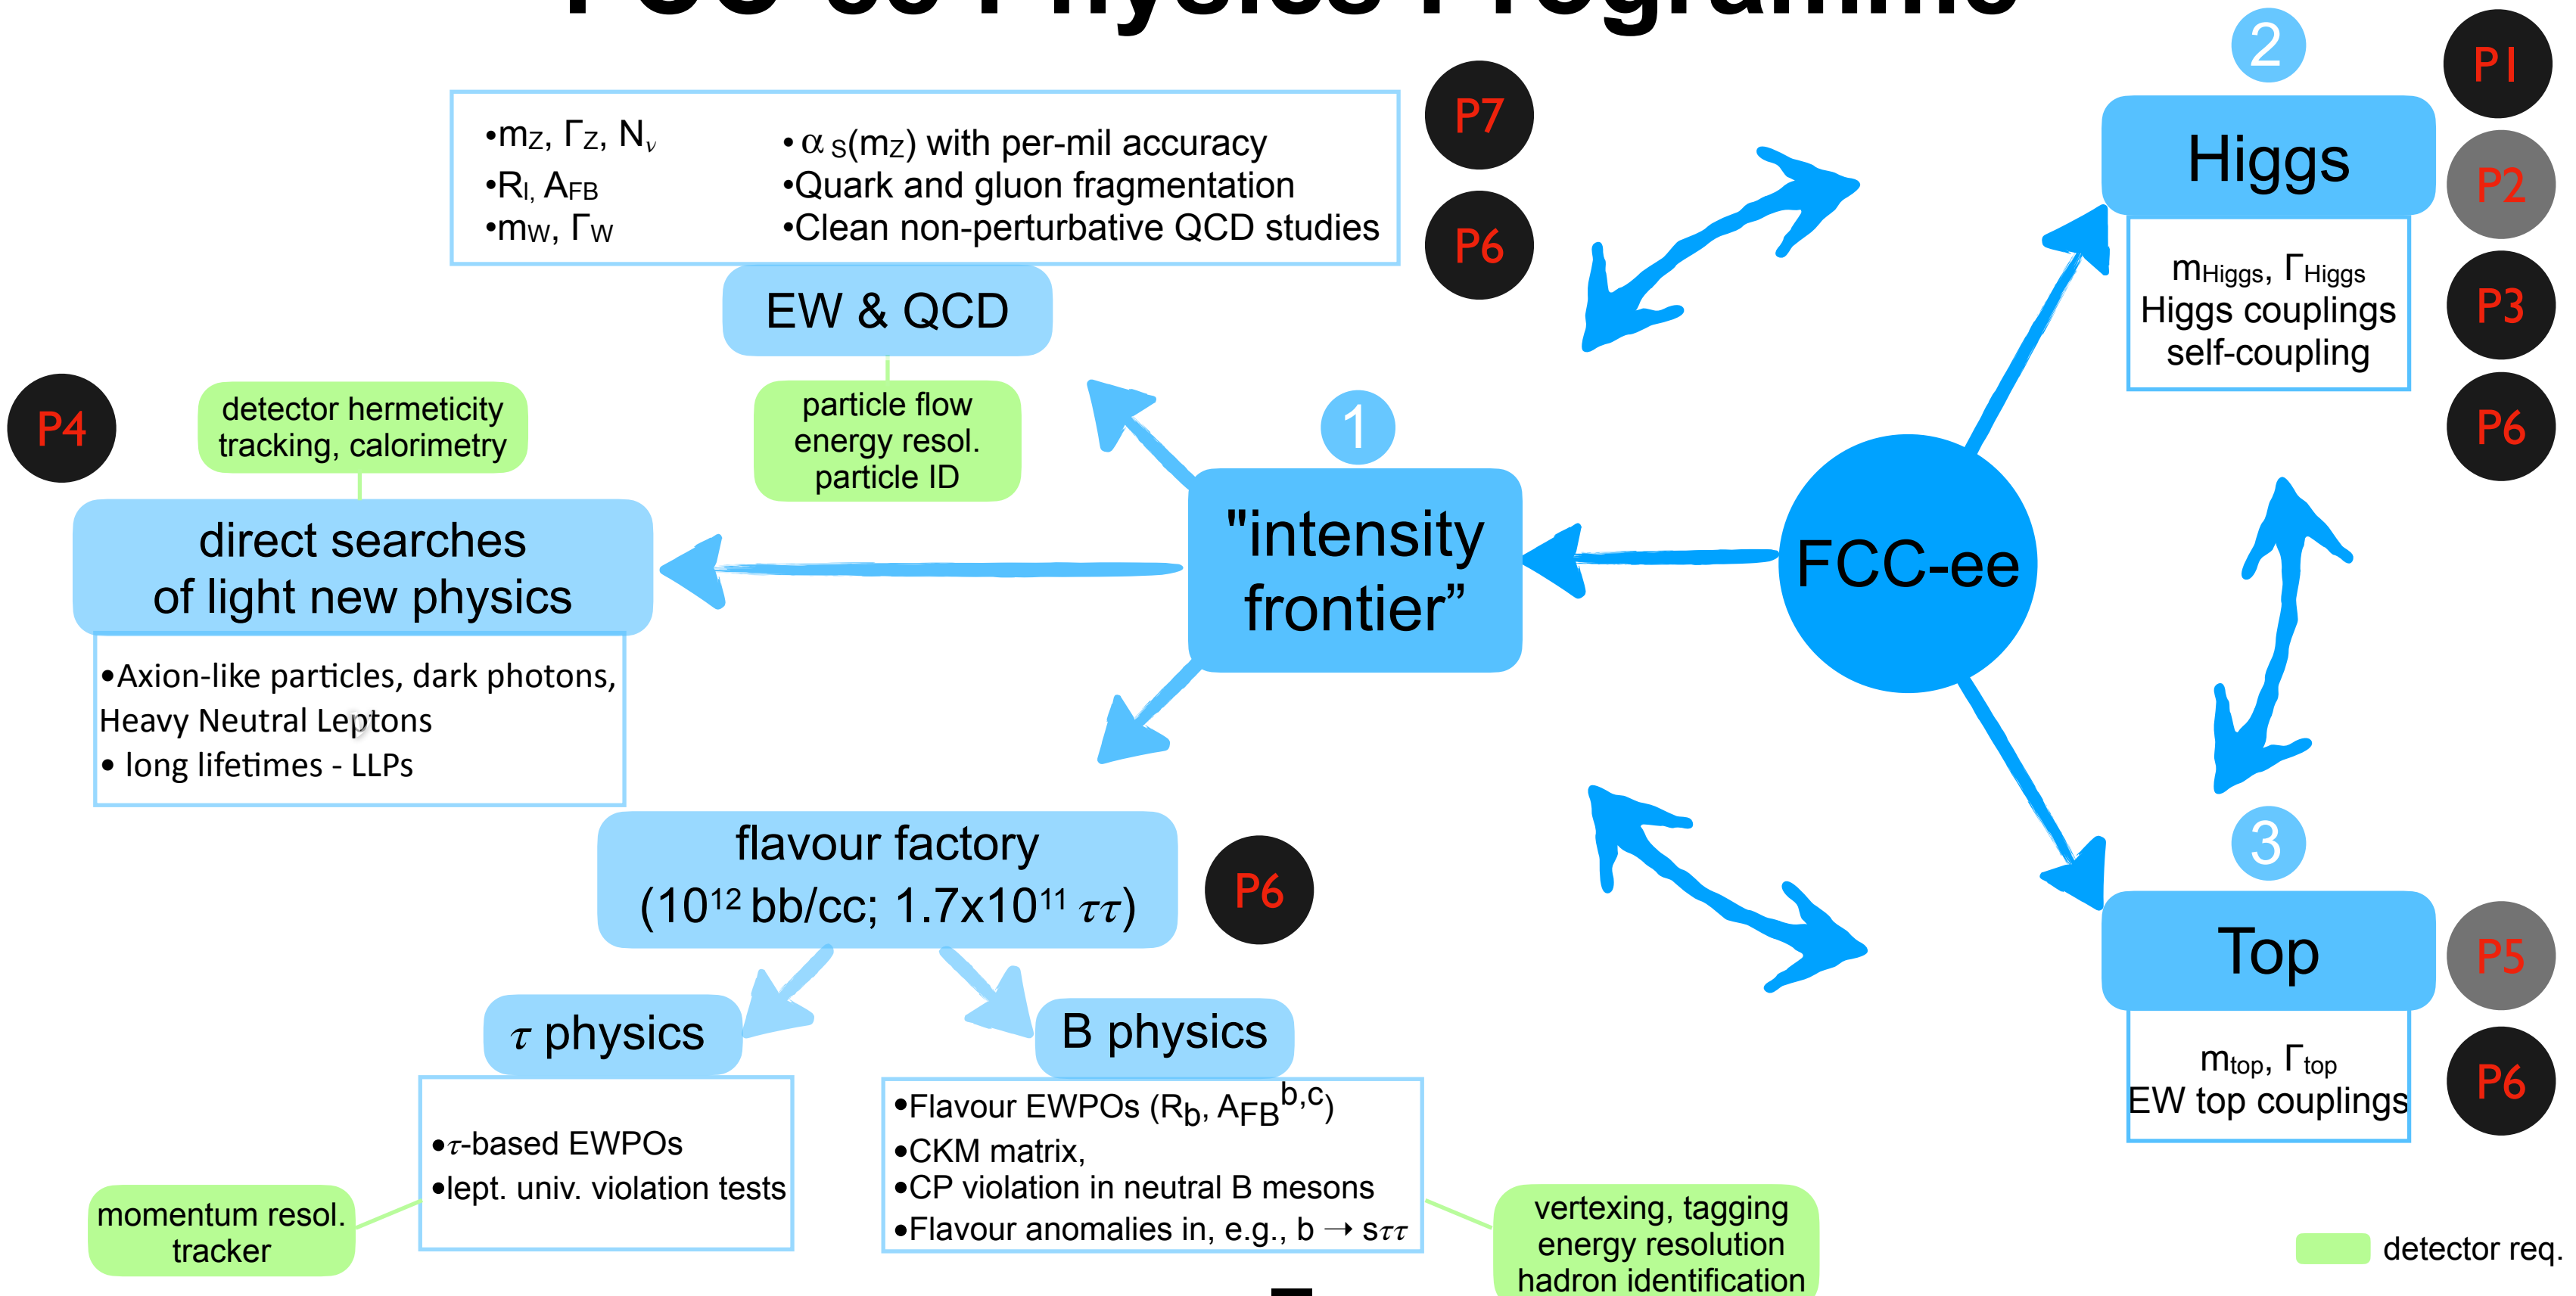 FCC-ee Physics Programme
2
P1
Higgs
P2
mHiggs, ΓHiggs
Higgs couplings
self-coupling
P3
P6
•mZ, ΓZ, Nν
•Rl, AFB
•mW, ΓW
•αS(mZ) with per-mil accuracy
•Quark and gluon fragmentation
•Clean non-perturbative QCD studies
P7
P6
EW & QCD
particle flow
energy resol.
particle ID
P4
detector hermeticity
tracking, calorimetry
direct searches
of light new physics
•Axion-like particles, dark photons,
Heavy Neutral Leptons
• long lifetimes - LLPs
1
"intensity
frontier”
FCC-ee
flavour factory
(10¹² bb/cc; 1.7x10¹¹ ττ)
P6
τ physics
•τ-based EWPOs
•lept. univ. violation tests
momentum resol.
tracker
B physics
•Flavour EWPOs (Rb, AFBb,c)
•CKM matrix,
•CP violation in neutral B mesons
•Flavour anomalies in, e.g., b → sττ
vertexing, tagging
energy resolution
hadron identification
3
Top
P5
mtop, Γtop
EW top couplings
P6
detector req.